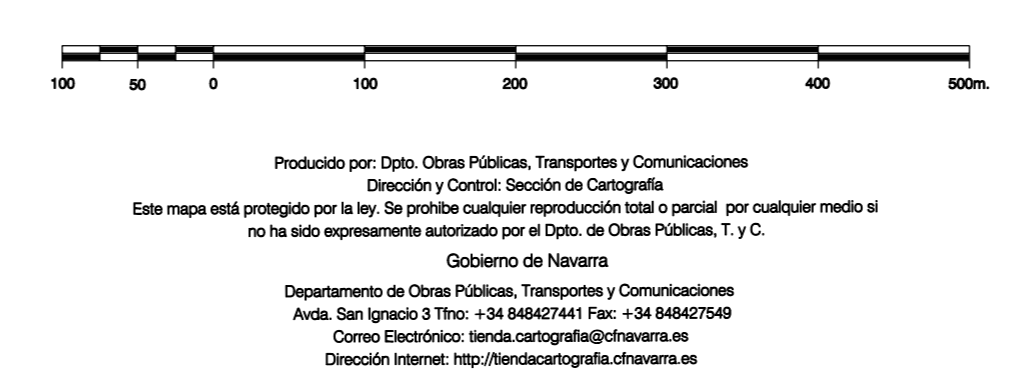 100 50 0 100 200 300 400 500m.
Producido por: Dpto. Obras Públicas, Transportes y Comunicaciones
Dirección y Control: Sección de Cartografía
Este mapa está protegido por la ley. Se prohibe cualquier reproducción total o parcial por cualquier medio si
no ha sido expresamente autorizado por el Dpto. de Obras Públicas, T. y C.
Gobierno de Navarra
Departamento de Obras Públicas, Transportes y Comunicaciones
Avda. San Ignacio 3 Tfno: +34 848427441 Fax: +34 848427549
Correo Electrónico: tienda.cartografia@cfnavarra.es
Dirección Internet: http://tiendacartografia.cfnavarra.es